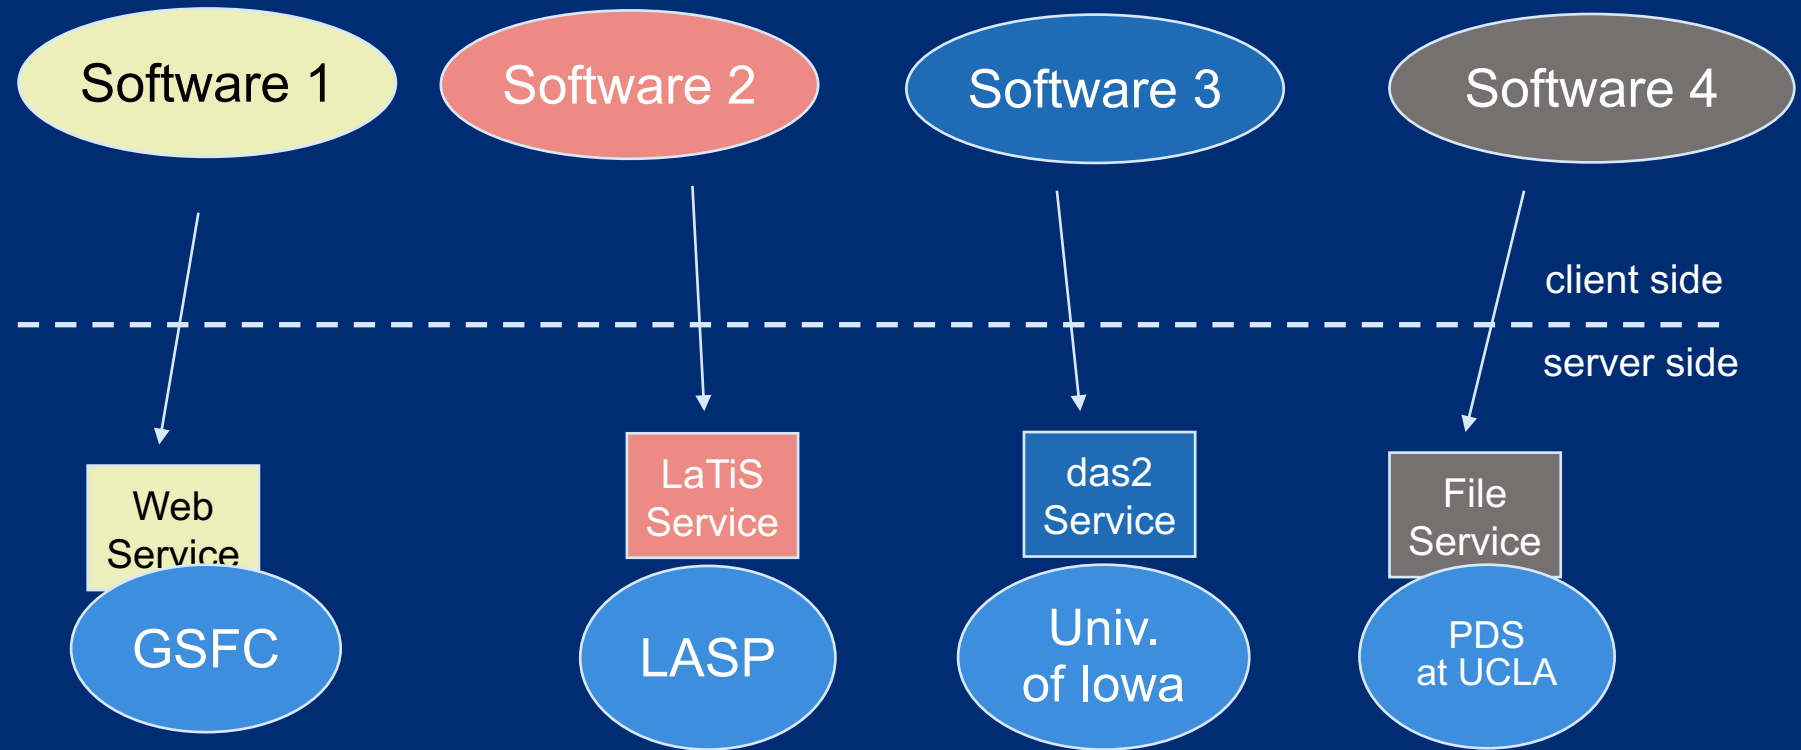 Software 1
Software 2
Software 3
Software 4
client side
server side
Web
Service
LaTiS
Service
das2
Service
File
Service
GSFC
LASP
Univ.
of Iowa
PDS
at UCLA